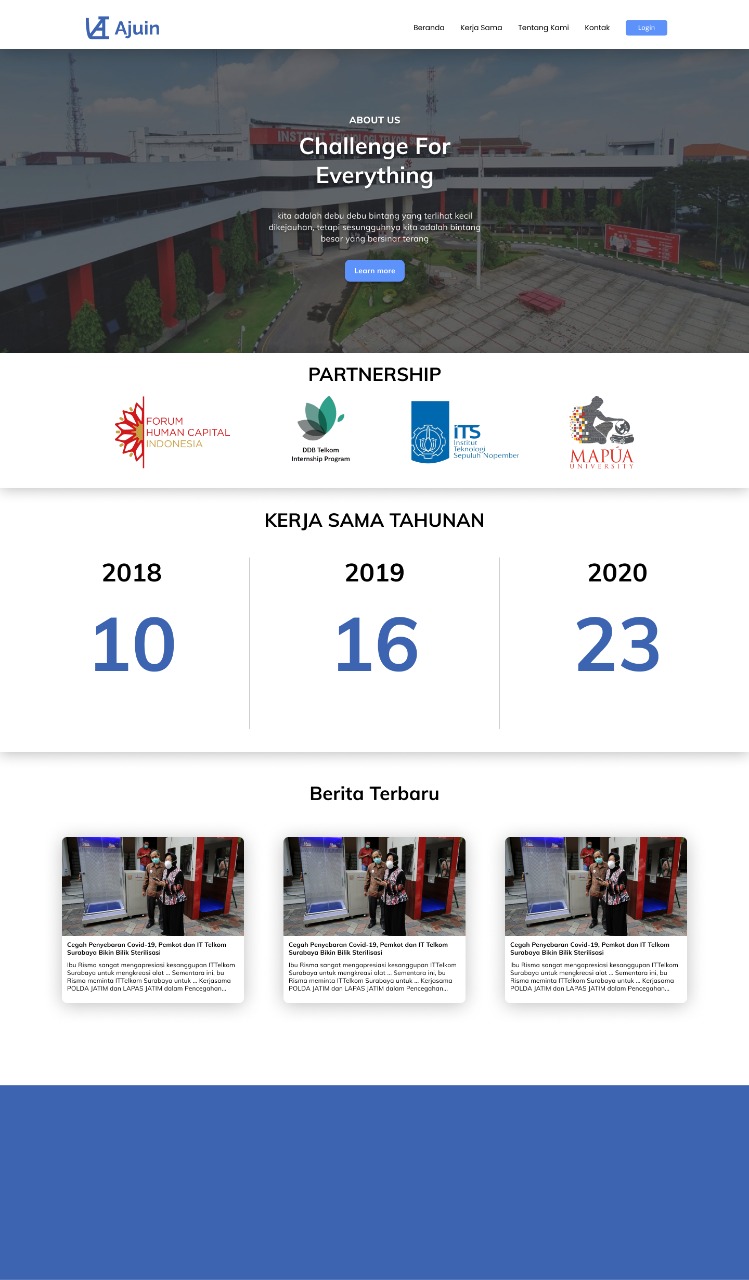 Ajuin
Beranda Kerja Sama Tentang Kami Kontak Login
ABOUT US
INSTITUT TEKNOLOGI TELKOM
Challenge For
Everything
kita adalah debu debu bintang yang terlihat kecil
dikejauhan, tetapi sesungguhnya kita adalah bintang
besar yang bersinar terang
Learn more
PARTNERSHIP
FORUM
HUMAN CAPITAL
INDONESIA
DDB Telkom
Internship Program
iTS
Institut
Teknologi
Sepuluh Nopember
MAPÚA
UNIVERSITY
KERJA SAMA TAHUNAN
2018 2019 2020
10 16 23
Berita Terbaru
Cegah Penyebaran Covid-19, Pemkot dan IT Telkom
Surabaya Bikin Bilik Sterilisasi
Ibu Risma sangat mengapresiasi kesanggupan ITTelkom
Surabaya untuk mengkreasi alat ... Sementara ini, bu
Risma meminta ITTelkom Surabaya untuk ... Kerjasama
POLDA JATIM dan LAPAS JATIM dalam Pencegahan...
Cegah Penyebaran Covid-19, Pemkot dan IT Telkom
Surabaya Bikin Bilik Sterilisasi
Ibu Risma sangat mengapresiasi kesanggupan ITTelkom
Surabaya untuk mengkreasi alat ... Sementara ini, bu
Risma meminta ITTelkom Surabaya untuk ... Kerjasama
POLDA JATIM dan LAPAS JATIM dalam Pencegahan...
Cegah Penyebaran Covid-19, Pemkot dan IT Telkom
Surabaya Bikin Bilik Sterilisasi
Ibu Risma sangat mengapresiasi kesanggupan ITTelkom
Surabaya untuk mengkreasi alat ... Sementara ini, bu
Risma meminta ITTelkom Surabaya untuk ... Kerjasama
POLDA JATIM dan LAPAS JATIM dalam Pencegahan...